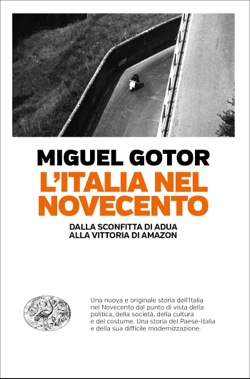 MIGUEL GOTOR
L'ITALIA NEL
NOVECENTO
DALLA SCONFITTA DI ADUA
ALLA VITTORIA DI AMAZON
Una nuova e originale storia dell'Italia
nel Novecento dal punto di vista della
politica, della società, della cultura
e del costume. Una storia del Paese-Italia
e della sua difficile modernizzazione.